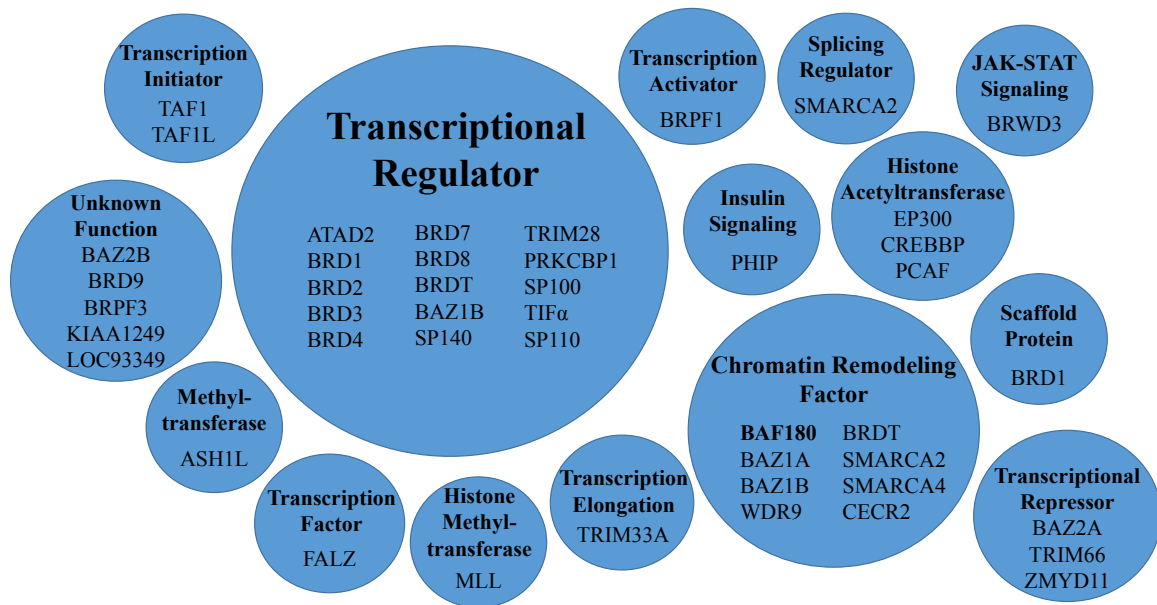 Transcription
Initiator
TAF1
TAF1L
Transcriptional
Regulator
ATAD2
BRD1
BRD2
BRD3
BRD4
BRD7
BRD8
BRDT
BAZ1B
SP140
TRIM28
PRKCBP1
SP100
TIFα
SP110
Transcription
Activator
BRPF1
Splicing
Regulator
SMARCA2
JAK-STAT
Signaling
BRWD3
Unknown
Function
BAZ2B
BRD9
BRPF3
KIAA1249
LOC93349
Insulin
Signaling
PHIP
Histone
Acetyltransferase
EP300
CREBBP
PCAF
Scaffold
Protein
BRD1
Methyl-
transferase
ASH1L
Chromatin Remodeling
Factor
BAF180
BAZ1A
BAZ1B
WDR9
BRDT
SMARCA2
SMARCA4
CECR2
Transcription
Factor
FALZ
Histone
Methyl-
transferase
MLL
Transcription
Elongation
TRIM33A
Transcriptional
Repressor
BAZ2A
TRIM66
ZMYD11